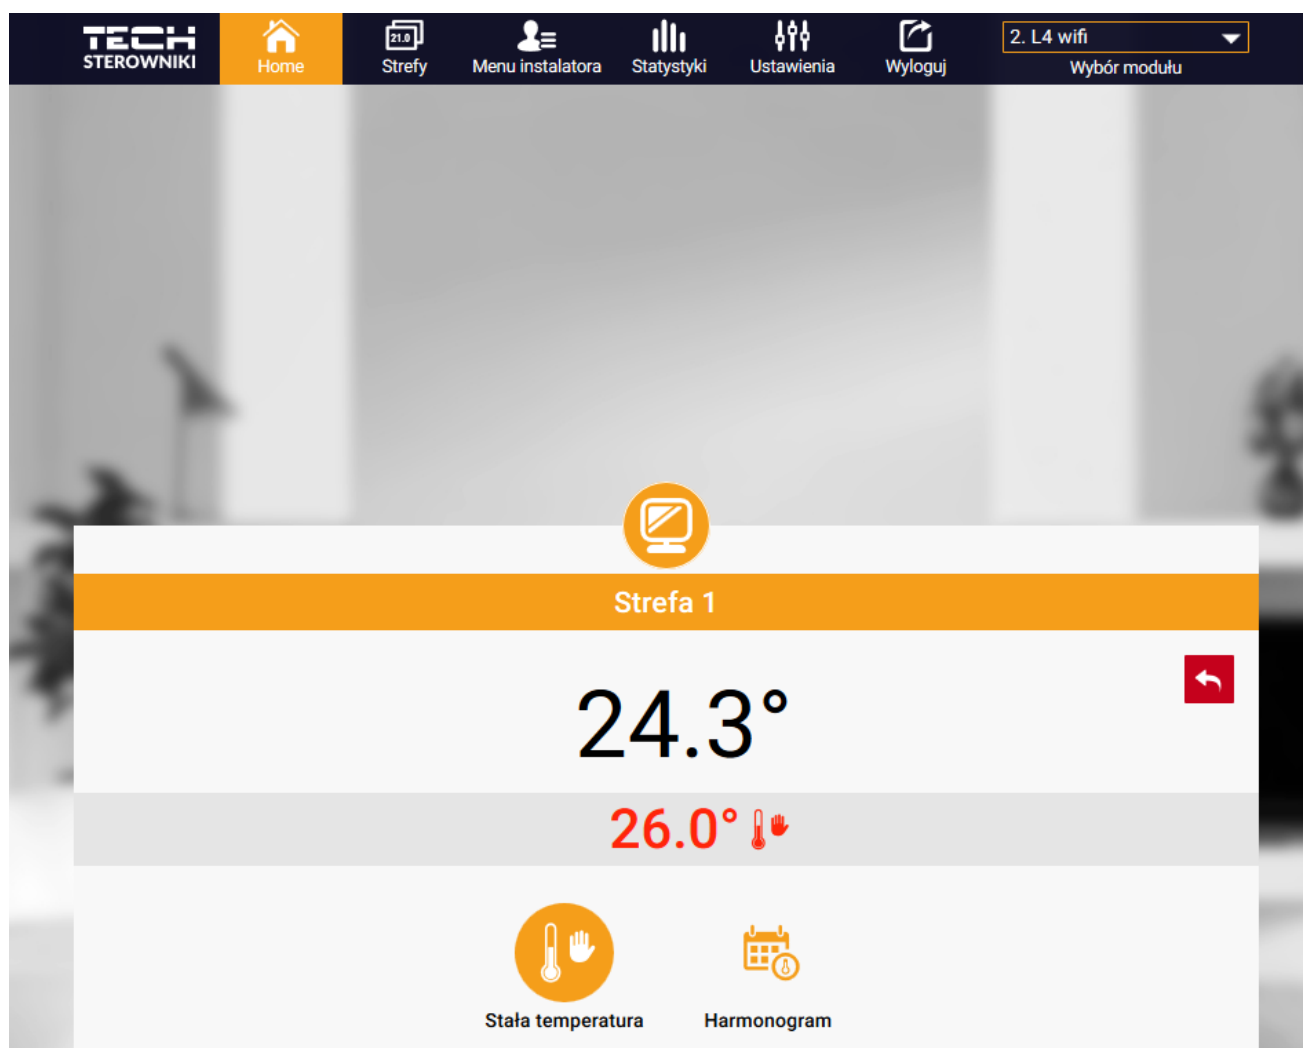 TECH
STEROWNIKI
Home
21.0
Strefy
Menu instalatora
Statystyki
Ustawienia
Wyloguj
2. L4 wifi
Wybór modułu
Strefa 1
24.3°
26.0°
Stała temperatura
Harmonogram